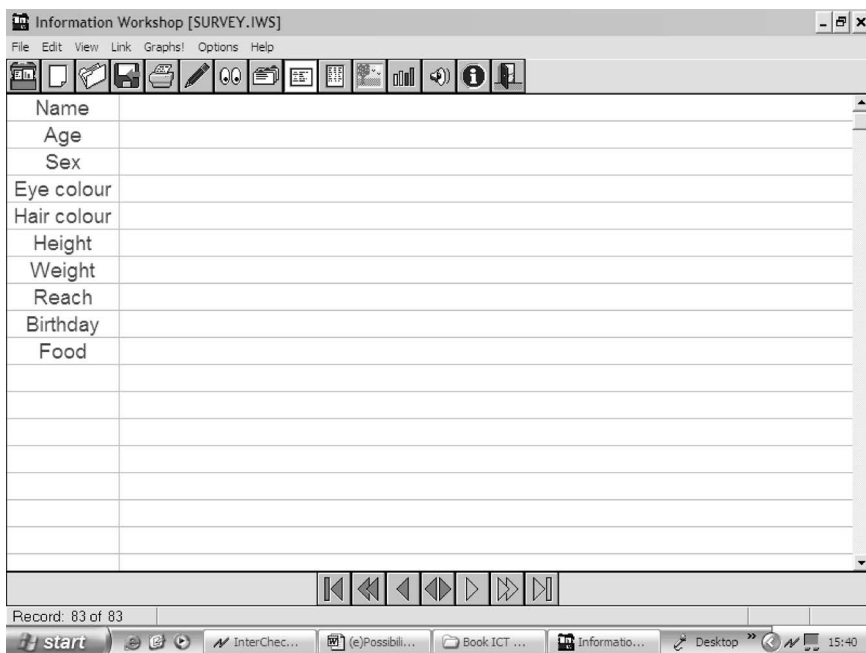 Information Workshop [SURVEY.IWS]
File Edit View Link Graphs! Options Help
Name
Age
Sex
Eye colour
Hair colour
Height
Weight
Reach
Birthday
Food
Record: 83 of 83
start InterChec... (e)Possibili... Book ICT ... Informatio... Desktop » 15:40